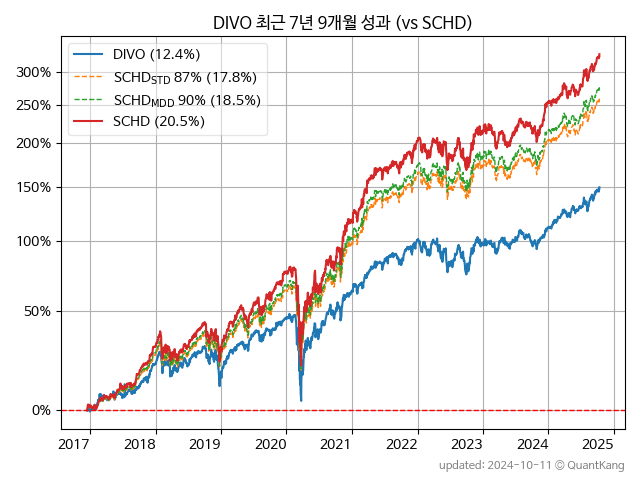 DIVO 최근 7년 9개월 성과 (vs SCHD)
DIVO (12.4%)
SCHD_STD 87% (17.8%)
SCHD_MDD 90% (18.5%)
SCHD (20.5%)
300%
250%
200%
150%
100%
50%
0%
2017 2018 2019 2020 2021 2022 2023 2024 2025
updated: 2024-10-11 © QuantKang